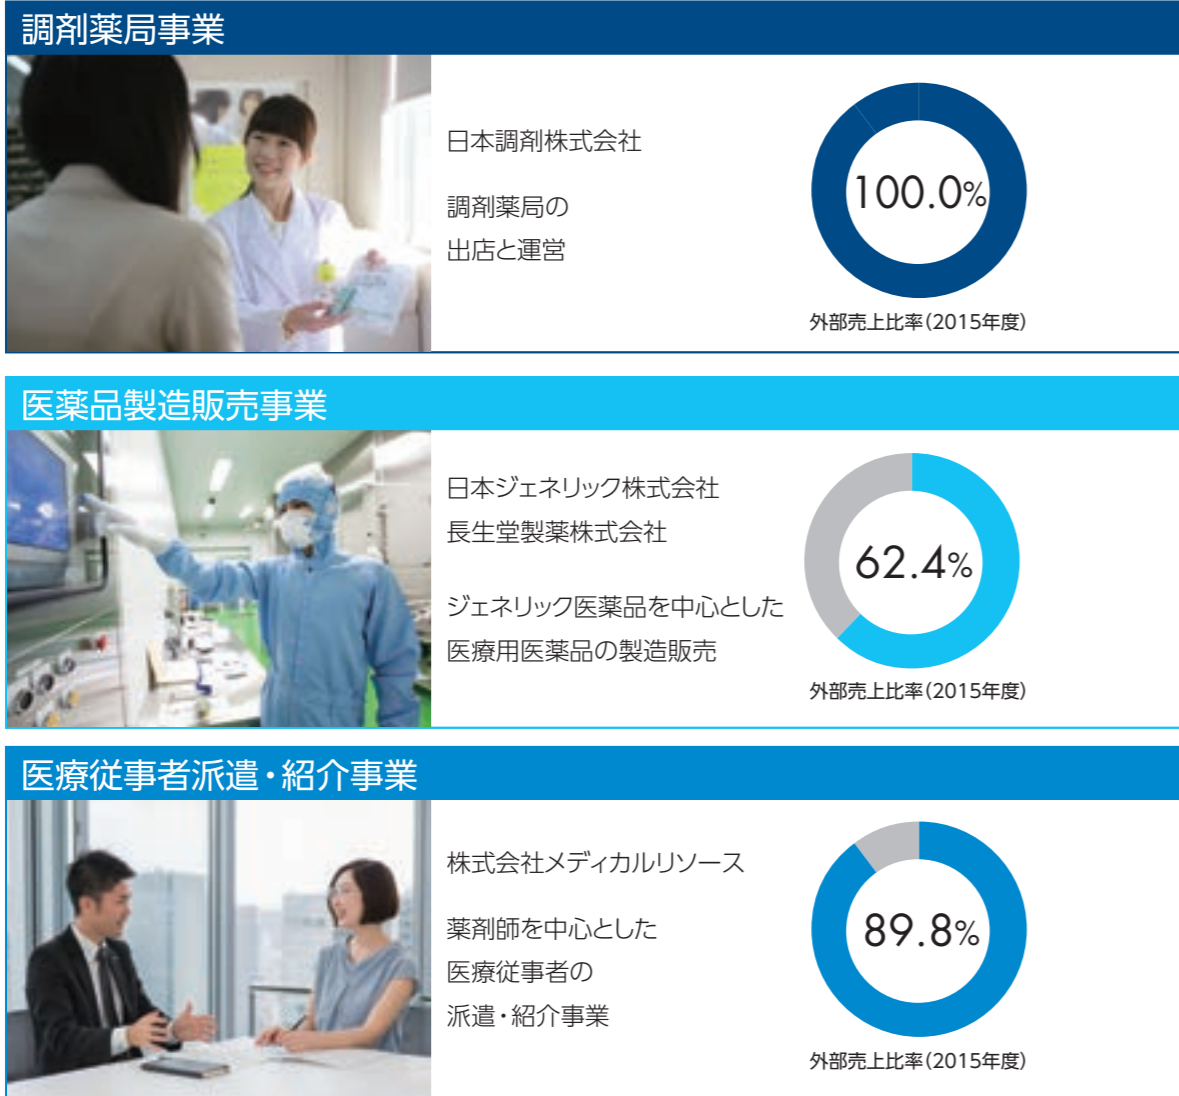 調剤薬局事業
日本調剤株式会社
調剤薬局の
出店と運営
100.0%
外部売上比率(2015年度)
医薬品製造販売事業
日本ジェネリック株式会社
長生堂製薬株式会社
ジェネリック医薬品を中心とした
医療用医薬品の製造販売
62.4%
外部売上比率(2015年度)
医療従事者派遣・紹介事業
株式会社メディカルリソース
薬剤師を中心とした
医療従事者の
派遣・紹介事業
89.8%
外部売上比率(2015年度)